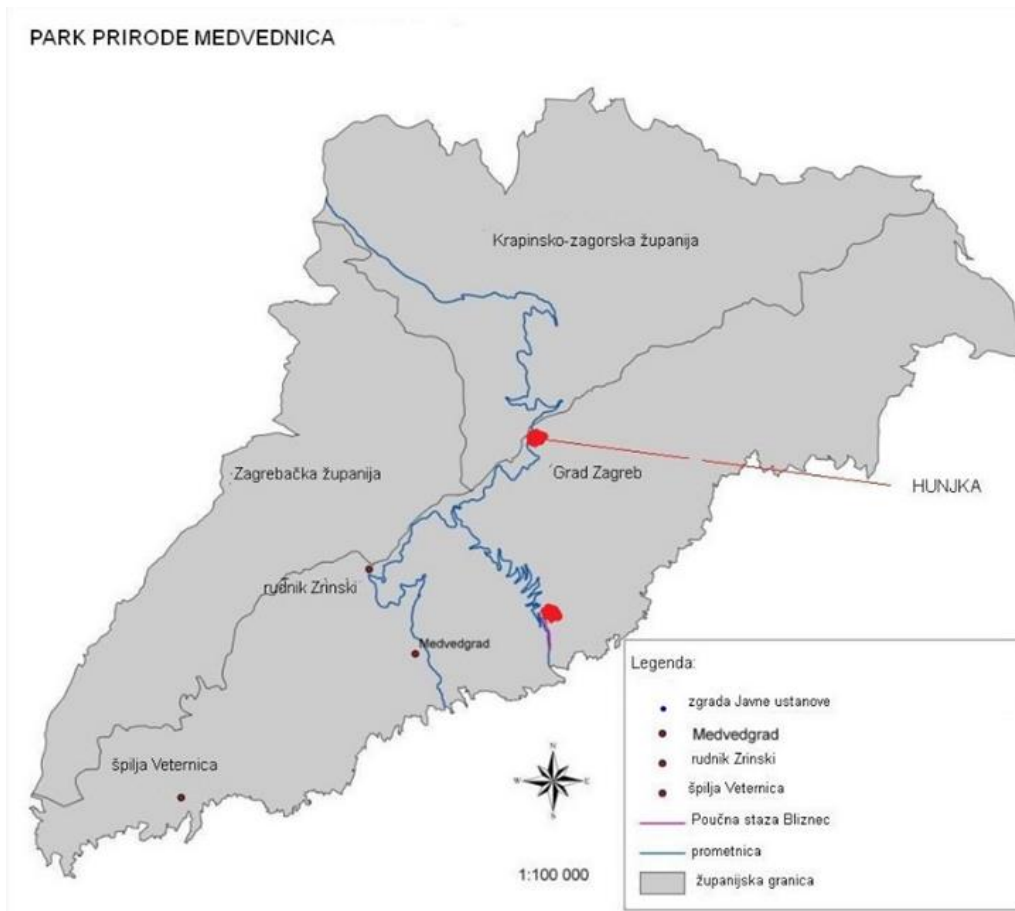 PARK PRIRODE MEDVEDNICA
Krapinsko-zagorska županija
Zagrebačka županija
Grad Zagreb
HUNJKA
rudnik Zrinski
Medvedgrad
špilja Veternica
N
W
E
S
1:100 000
Legenda:
zgrada Javne ustanove
Medvedgrad
rudnik Zrinski
špilja Veternica
Poučna staza Bliznec
prometnica
županijska granica